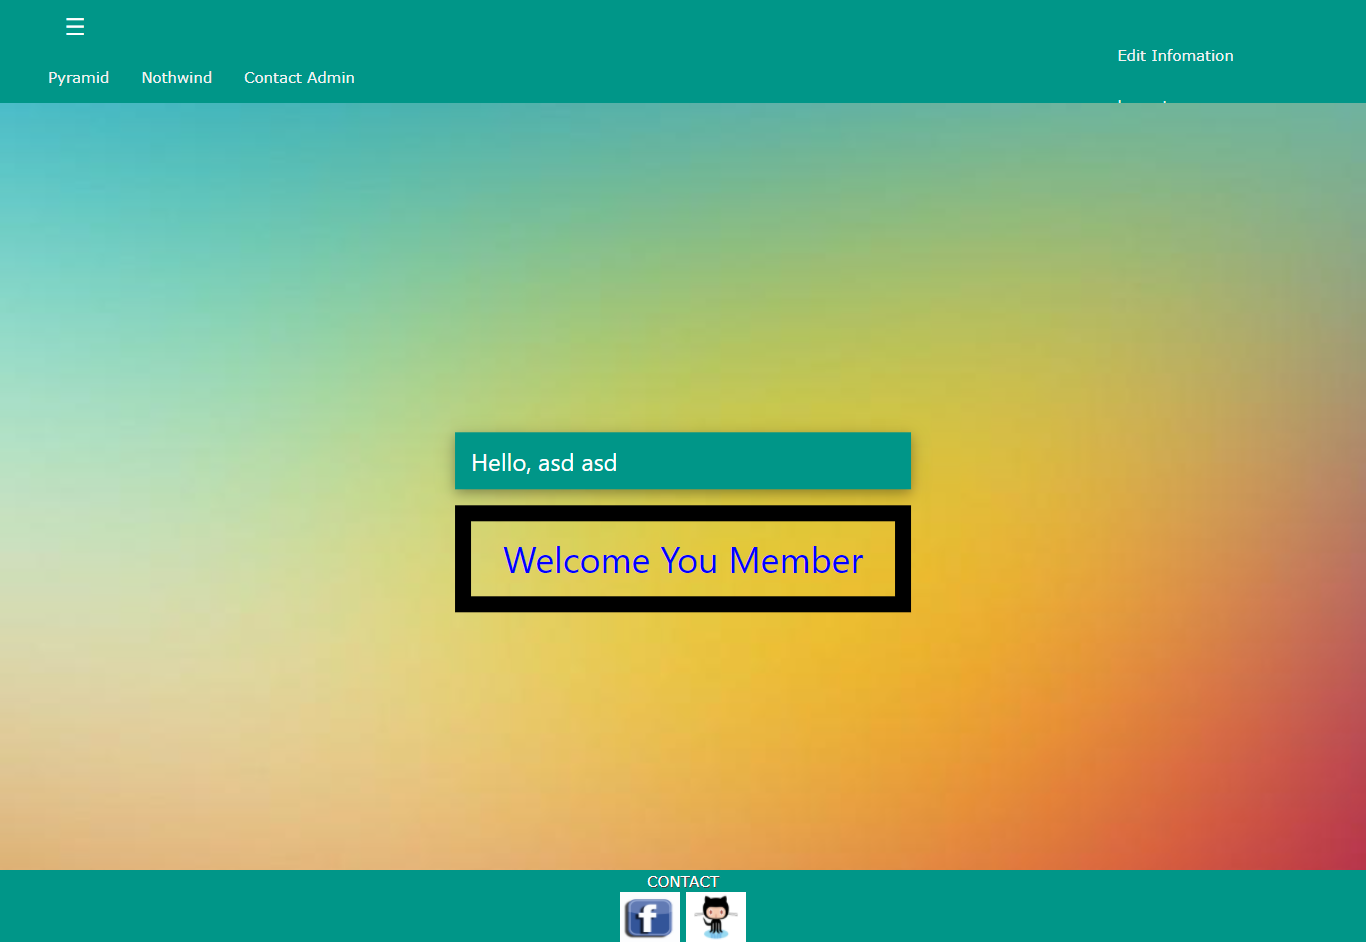 ☰
Edit Infomation
Pyramid Nothwind Contact Admin
Hello, asd asd
Welcome You Member
CONTACT
f